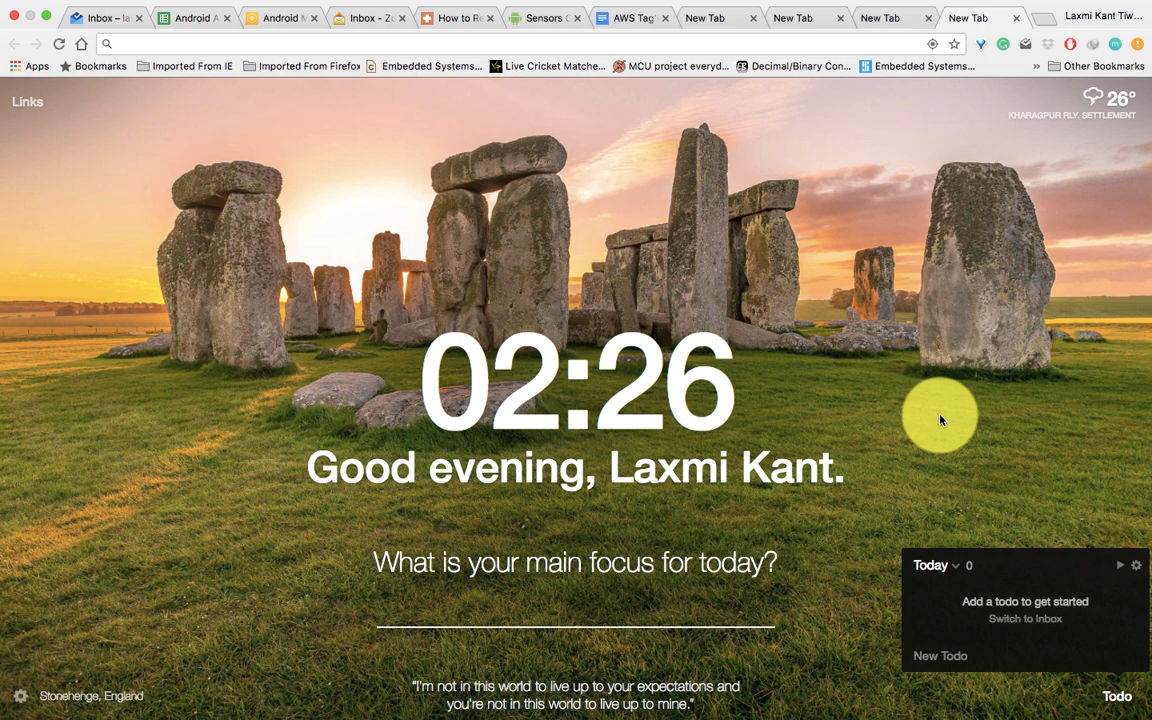 Inbox – la
Android A
Android M
Inbox - Zo
How to Re
Sensors O
AWS Tag
New Tab
New Tab
New Tab
New Tab
Laxmi Kant Tiw...
Apps
Bookmarks
Imported From IE
Imported From Firefox
Embedded Systems...
Live Cricket Matche...
MCU project everyd...
Decimal/Binary Con...
Embedded Systems...
»
Other Bookmarks
Links
26°
KHARAGPUR RLY. SETTLEMENT
02:26
Good evening, Laxmi Kant.
What is your main focus for today?
Today 0
Add a todo to get started
Switch to Inbox
New Todo
"I'm not in this world to live up to your expectations and
you're not in this world to live up to mine."
Stonehenge, England
Todo